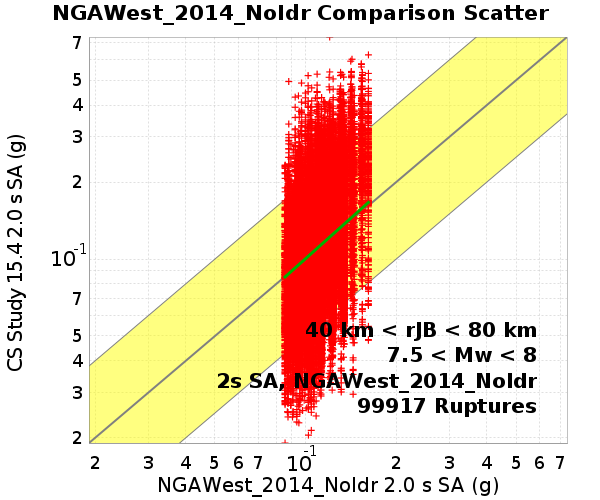 NGAWest_2014_NoIdr Comparison Scatter
CS Study 15.4 2.0 s SA (g)
7
5
4
3
2
10^-1
7
5
4
3
2
40 km < rJB < 80 km
7.5 < Mw < 8
2s SA, NGAWest_2014_NoIdr
99917 Ruptures
2 3 4 5 6 7 10^-1 2 3 4 5 6 7
NGAWest_2014_NoIdr 2.0 s SA (g)